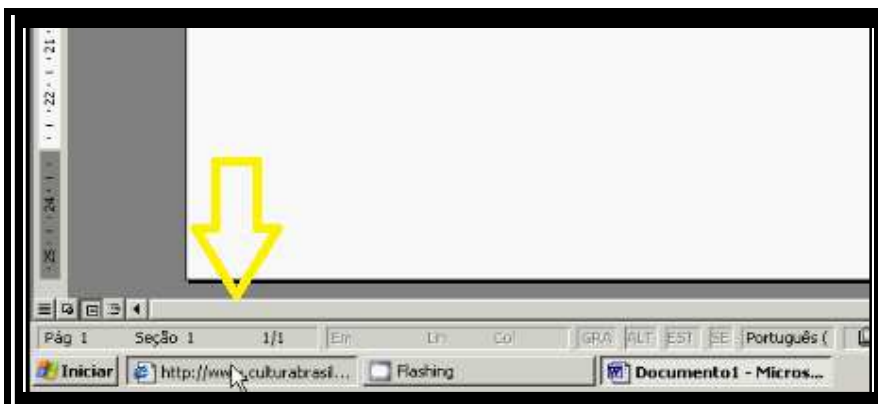 21
22
24
25
Pág 1 Seção 1 1/1 Em Lin Col GRA ALT EST SE Português (
Iniciar http://www.culturabrasil... Flashing Documento1 - Micros...